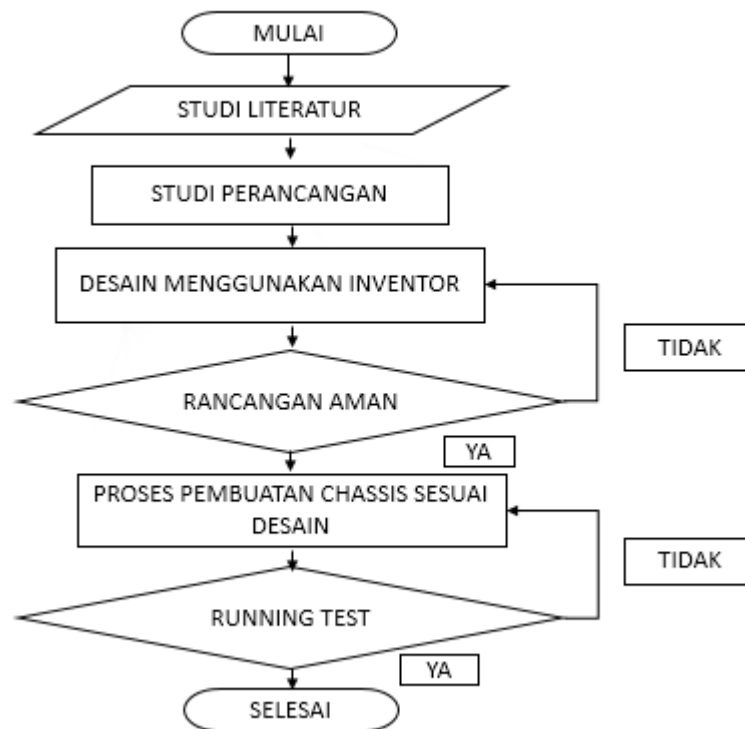 MULAI
STUDI LITERATUR
STUDI PERANCANGAN
DESAIN MENGGUNAKAN INVENTOR
TIDAK
RANCANGAN AMAN
YA
PROSES PEMBUATAN CHASSIS SESUAI
DESAIN
TIDAK
RUNNING TEST
YA
SELESAI